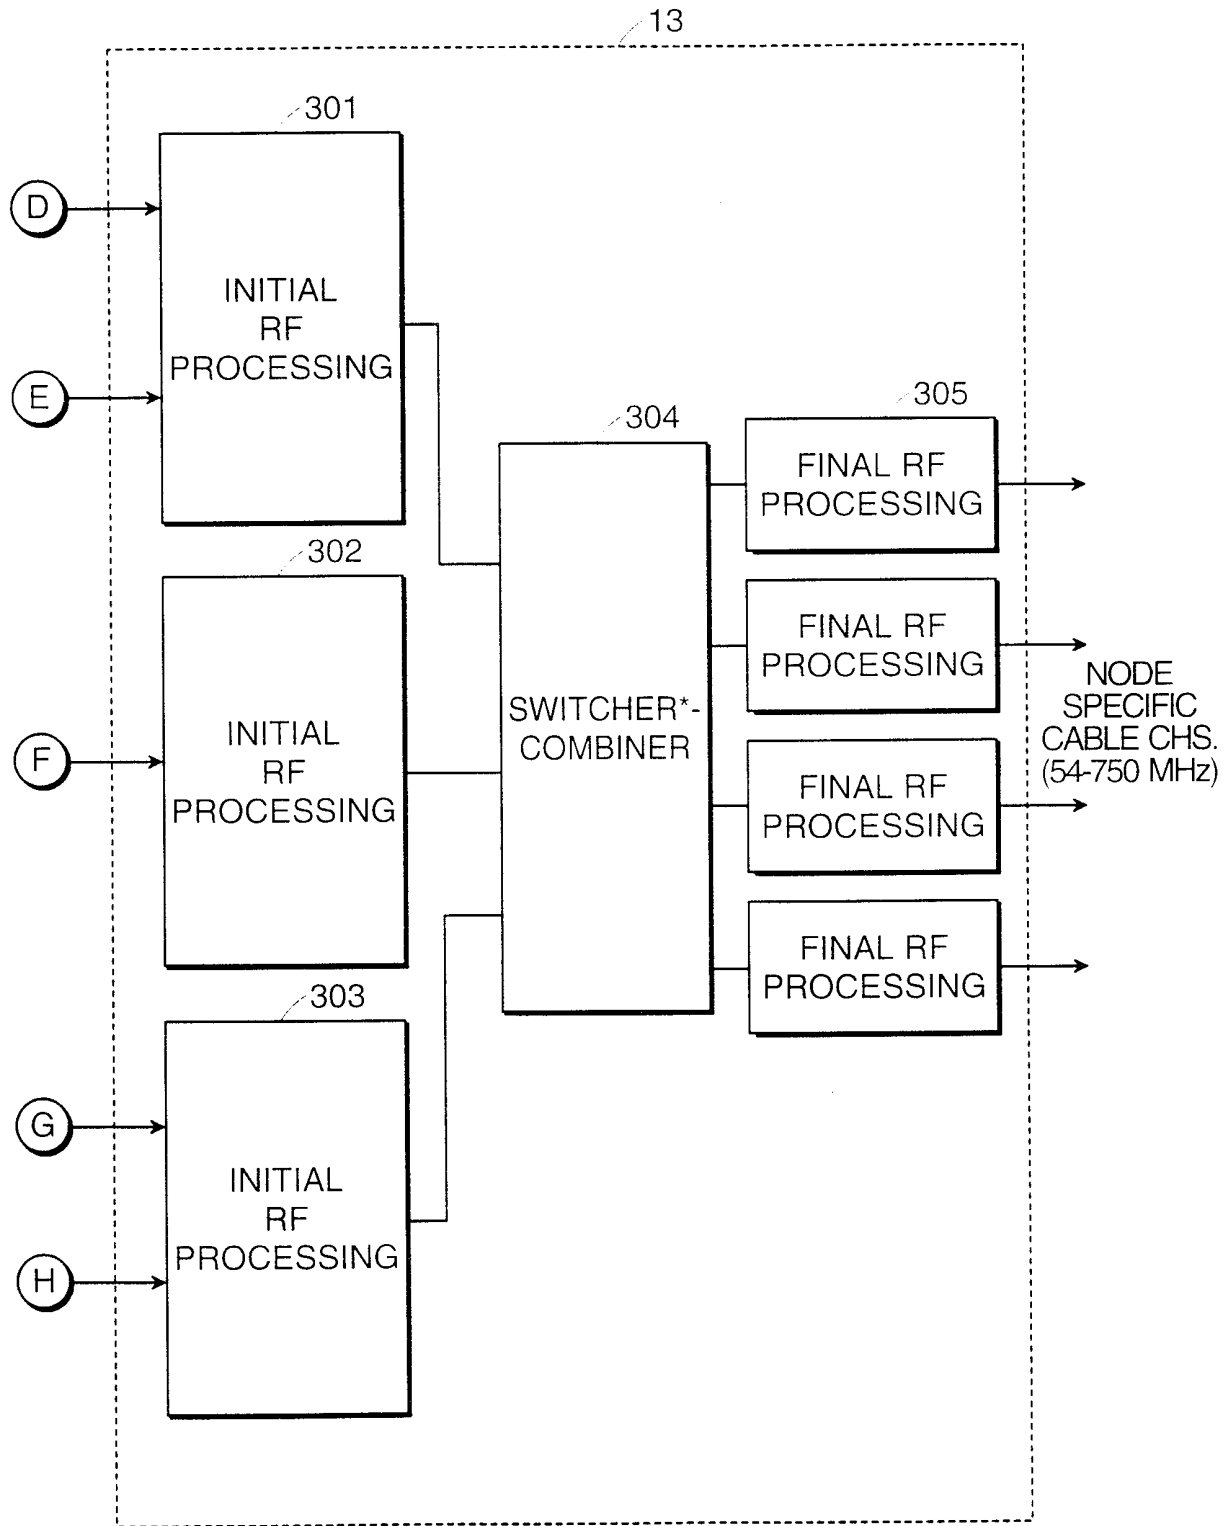 13
301
D
E
INITIAL
RF
PROCESSING
302
F
INITIAL
RF
PROCESSING
303
G
H
INITIAL
RF
PROCESSING
304
SWITCHER*-
COMBINER
305
FINAL RF
PROCESSING
FINAL RF
PROCESSING
FINAL RF
PROCESSING
FINAL RF
PROCESSING
NODE
SPECIFIC
CABLE CHS.
(54-750 MHz)